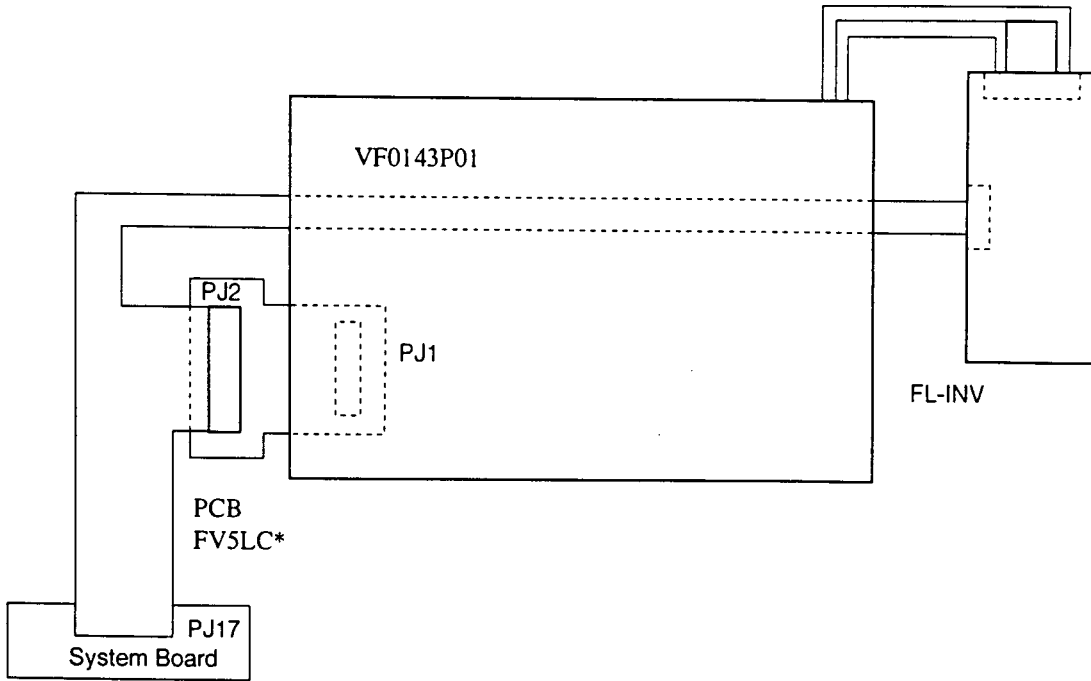 VF0143P01
PJ2
PJ1
FL-INV
PCB
FV5LC*
PJ17
System Board